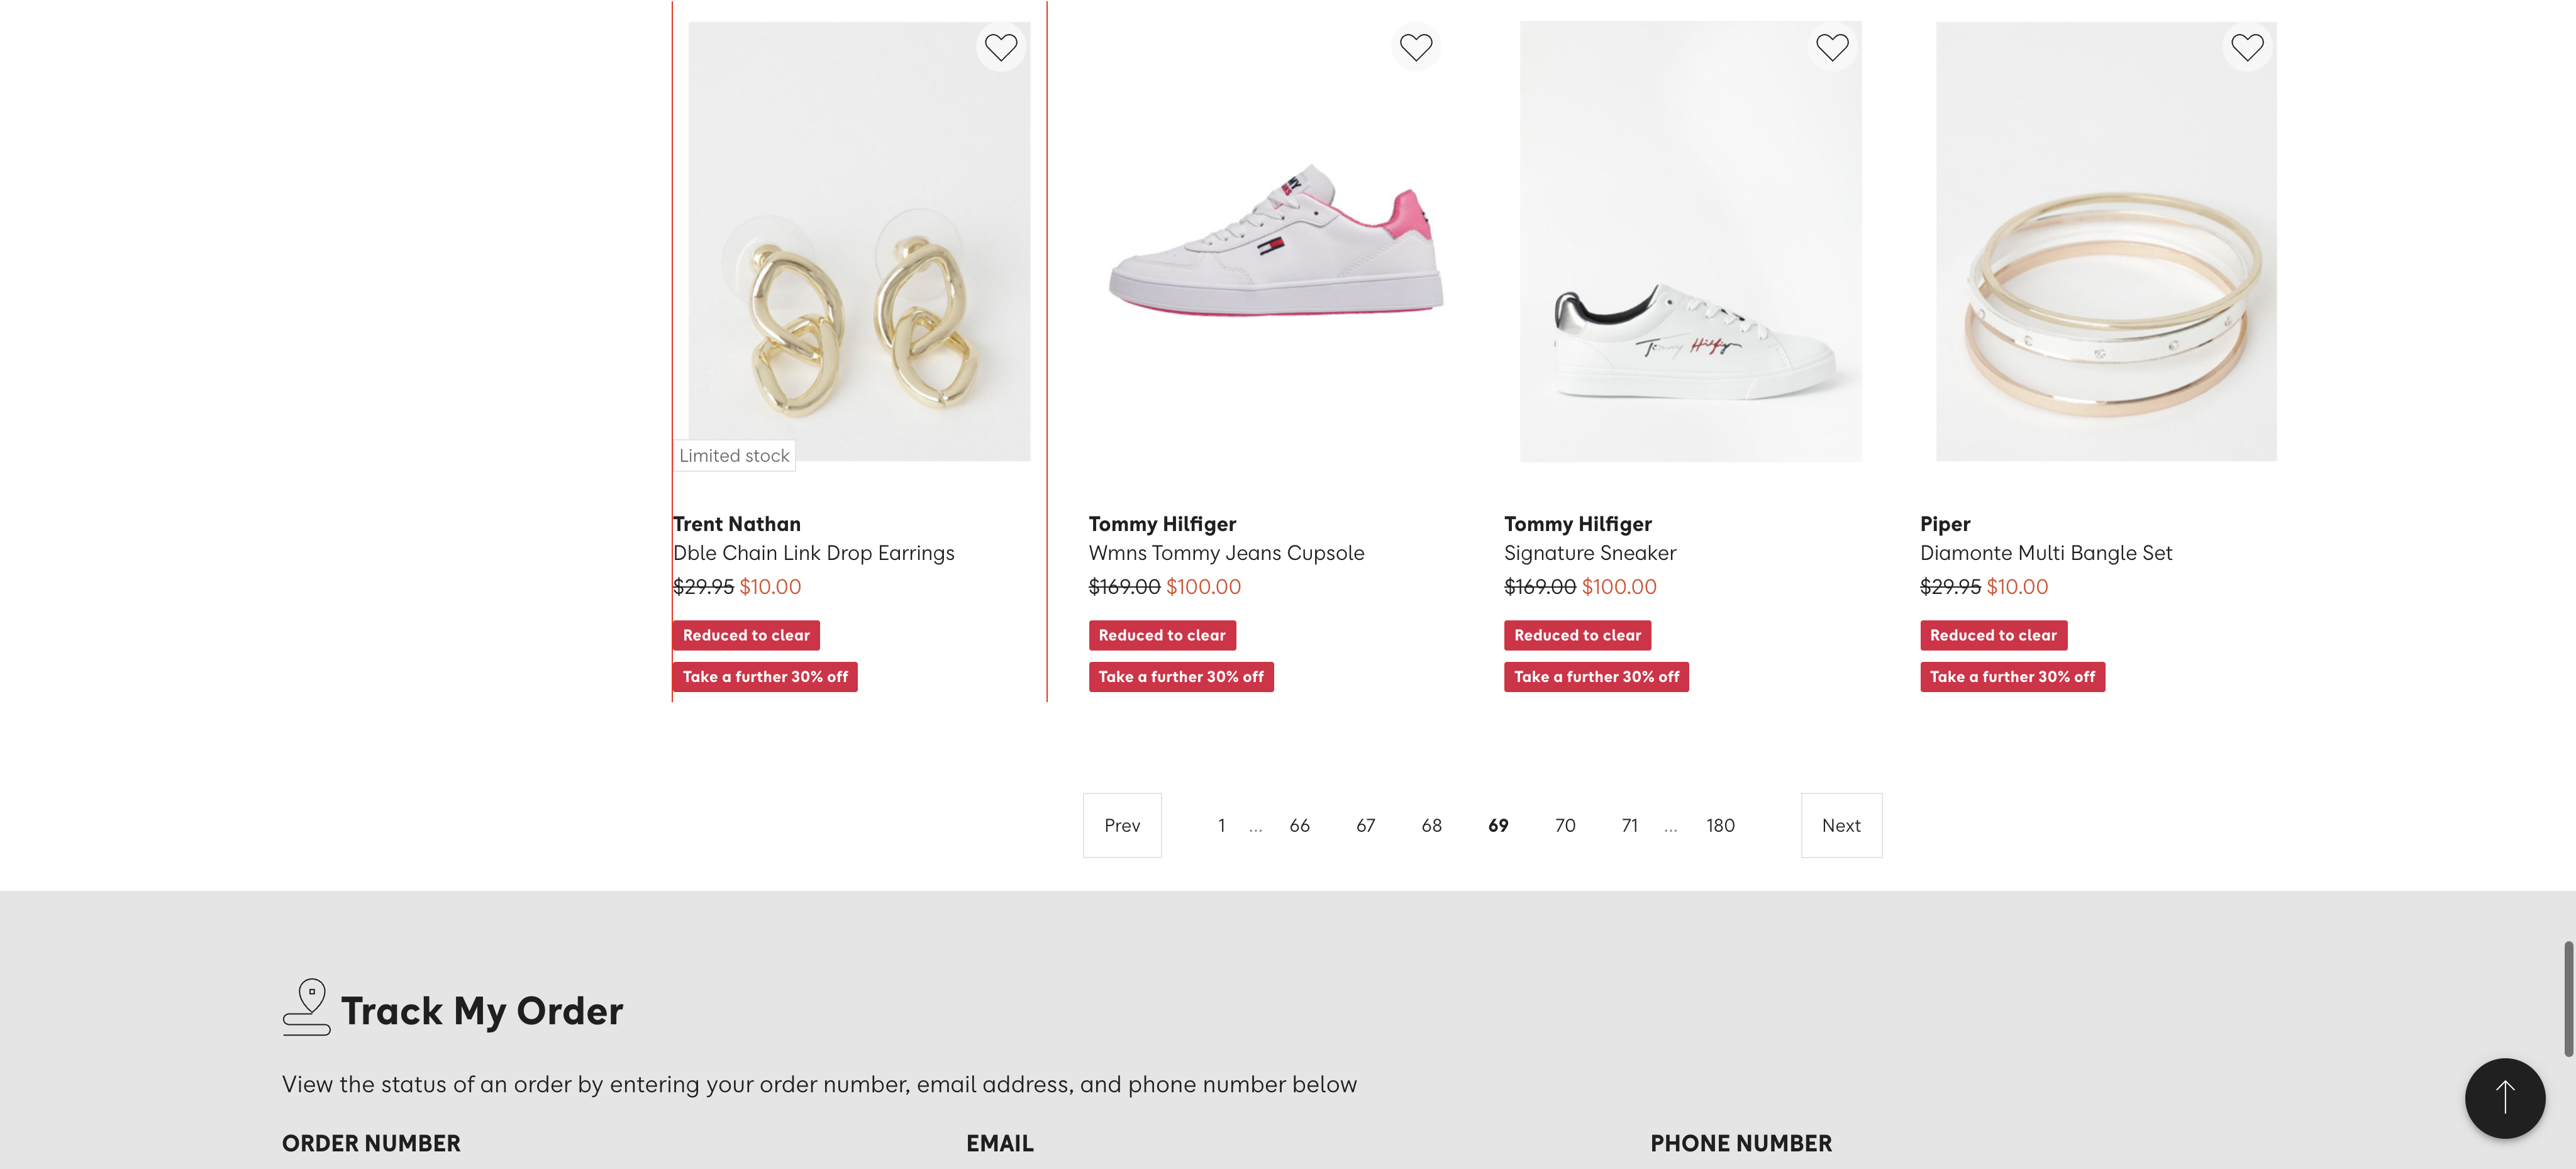 Limited stock
Trent Nathan
Dble Chain Link Drop Earrings
$29.95 $10.00
Reduced to clear
Take a further 30% off
Tommy Hilfiger
Wmns Tommy Jeans Cupsole
$169.00 $100.00
Reduced to clear
Take a further 30% off
Tommy Hilfiger
Tommy Hilfiger
Signature Sneaker
$169.00 $100.00
Reduced to clear
Take a further 30% off
Piper
Diamonte Multi Bangle Set
$29.95 $10.00
Reduced to clear
Take a further 30% off
Prev 1 ... 66 67 68 69 70 71 ... 180 Next
Track My Order
View the status of an order by entering your order number, email address, and phone number below
ORDER NUMBER EMAIL PHONE NUMBER